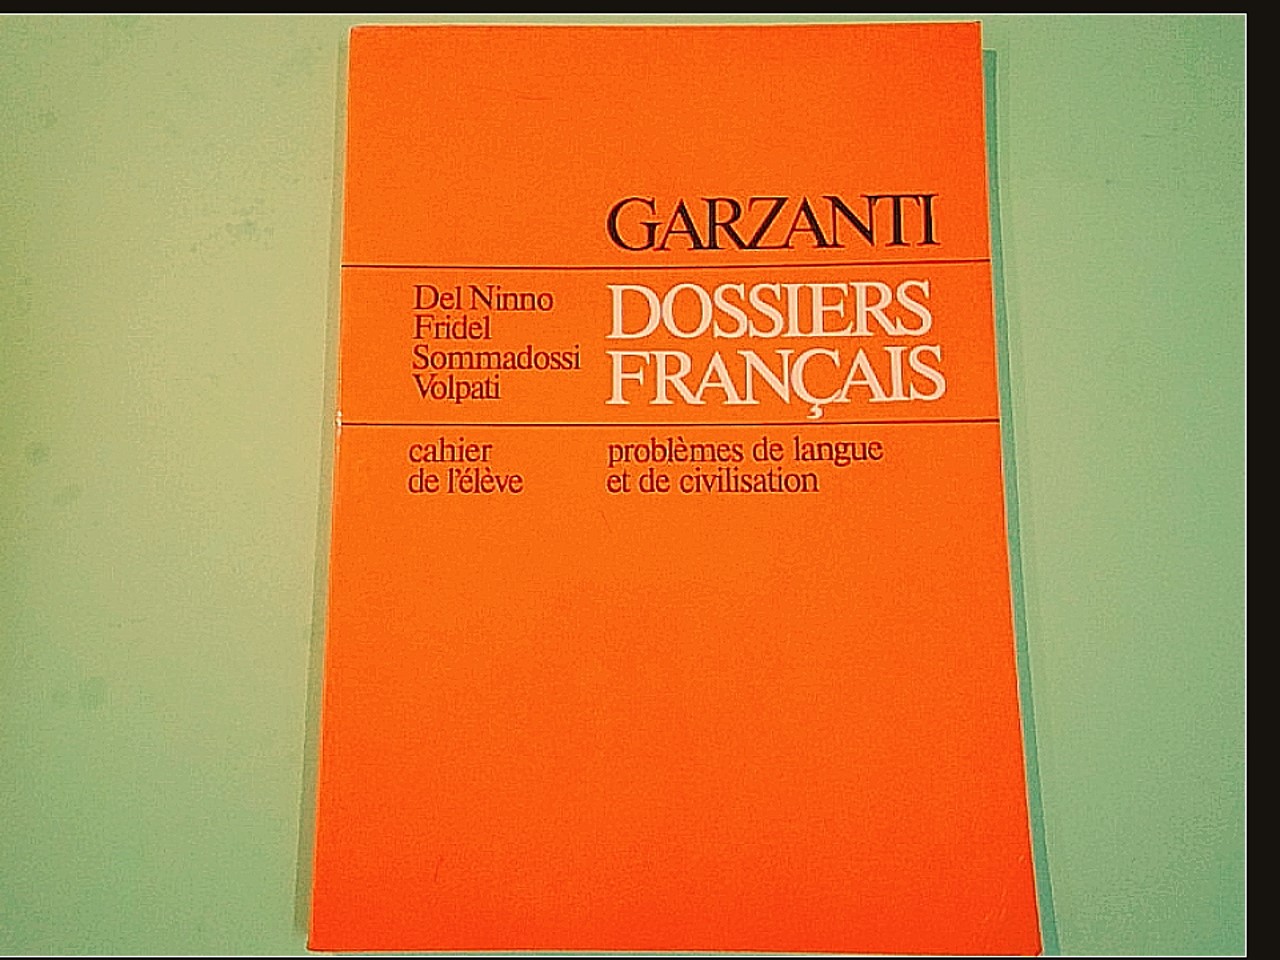 GARZANTI
Del Ninno
Fridel
Sommadossi
Volpati
DOSSIERS
FRANÇAIS
cahier
de l'élève
problèmes de langue
et de civilisation